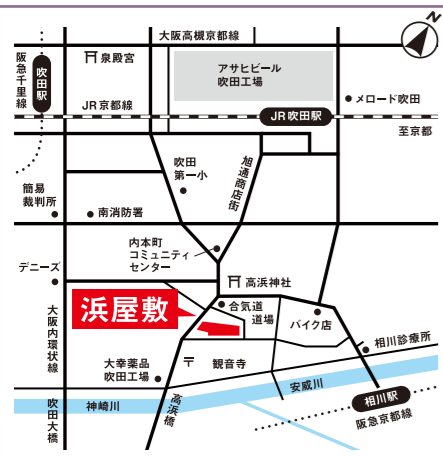 N
大阪高槻京都線
阪急千里線
吹田駅
泉殿宮
アサヒビール
吹田工場
メロード吹田
JR京都線
JR吹田駅
至京都
吹田
第一小
旭通商店街
簡易
裁判所
南消防署
内本町
コミュニティ
センター
デニーズ
高浜神社
浜屋敷
合気道
道場
バイク店
大阪内環状線
相川診療所
大幸薬品
吹田工場
観音寺
安威川
相川駅
阪急京都線
吹田大橋
神崎川
高浜橋